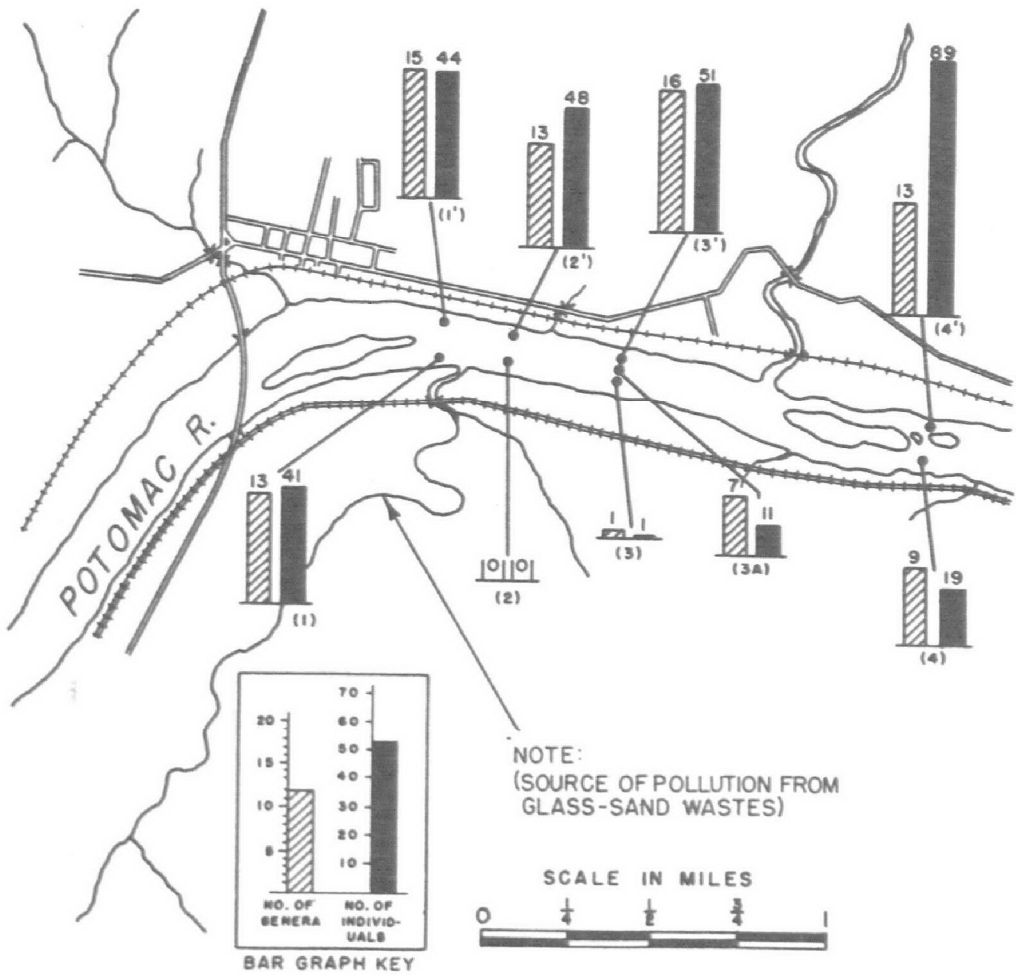 15 44
(1')
13 48
(2')
16 51
(3')
13 89
(4')
POTOMAC R.
13 41
(1)
0 0
(2)
1 1
(3)
7 11
(3A)
9 19
(4)
20
15
10
5
NO. OF
GENERA
70
60
50
40
30
20
10
NO. OF
INDIVID-
UALS
BAR GRAPH KEY
NOTE:
(SOURCE OF POLLUTION FROM
GLASS-SAND WASTES)
SCALE IN MILES
0 1/4 1/2 3/4 1